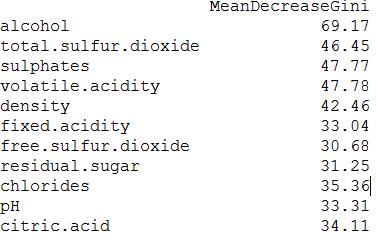 MeanDecreaseGini
alcohol 69.17
total.sulfur.dioxide 46.45
sulphates 47.77
volatile.acidity 47.78
density 42.46
fixed.acidity 33.04
free.sulfur.dioxide 30.68
residual.sugar 31.25
chlorides 35.36
pH 33.31
citric.acid 34.11